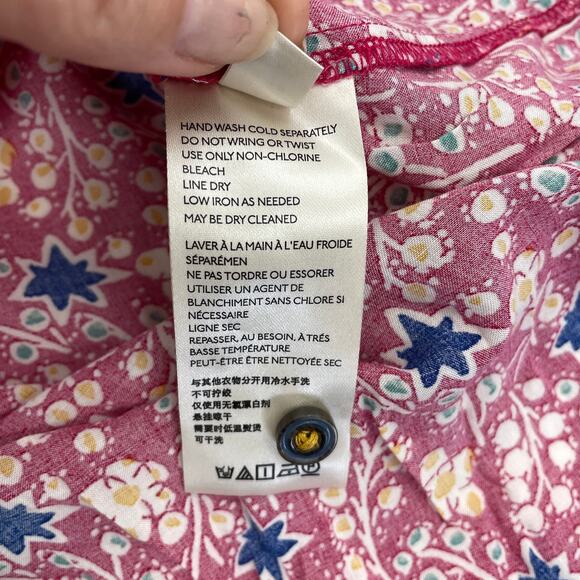 HAND WASH COLD SEPARATELY
DO NOT WRING OR TWIST
USE ONLY NON-CHLORINE
BLEACH
LINE DRY
LOW IRON AS NEEDED
MAY BE DRY CLEANED
LAVER À LA MAIN À L'EAU FROIDE
SÉPARÉMEN
NE PAS TORDRE OU ESSORER
UTILISER UN AGENT DE
BLANCHIMENT SANS CHLORE SI
NÉCESSAIRE
LIGNE SEC
REPASSER, AU BESOIN, À TRÉS
BASSE TEMPÉRATURE
PEUT-ÊTRE ÊTRE NETTOYÉE SEC
与其他衣物分开用冷水手洗
不可拧绞
仅使用无氯漂白剂
悬挂晾干
需要时低温熨烫
可干洗